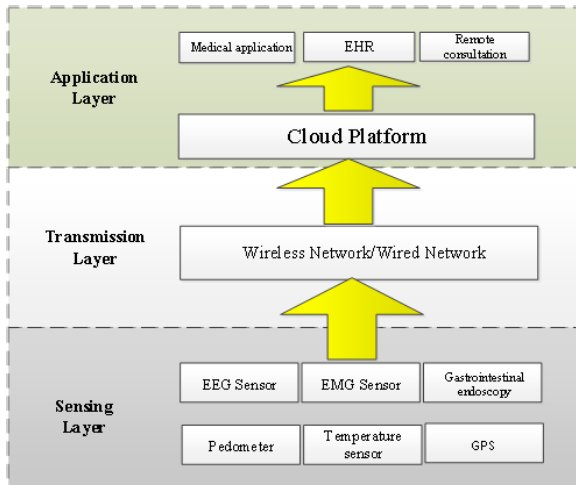 Medical application
EHR
Remote
consultation
Application
Layer
Cloud Platform
Transmission
Layer
Wireless Network/Wired Network
EEG Sensor
EMG Sensor
Gastrointestinal
endoscopy
Sensing
Layer
Pedometer
Temperature
sensor
GPS